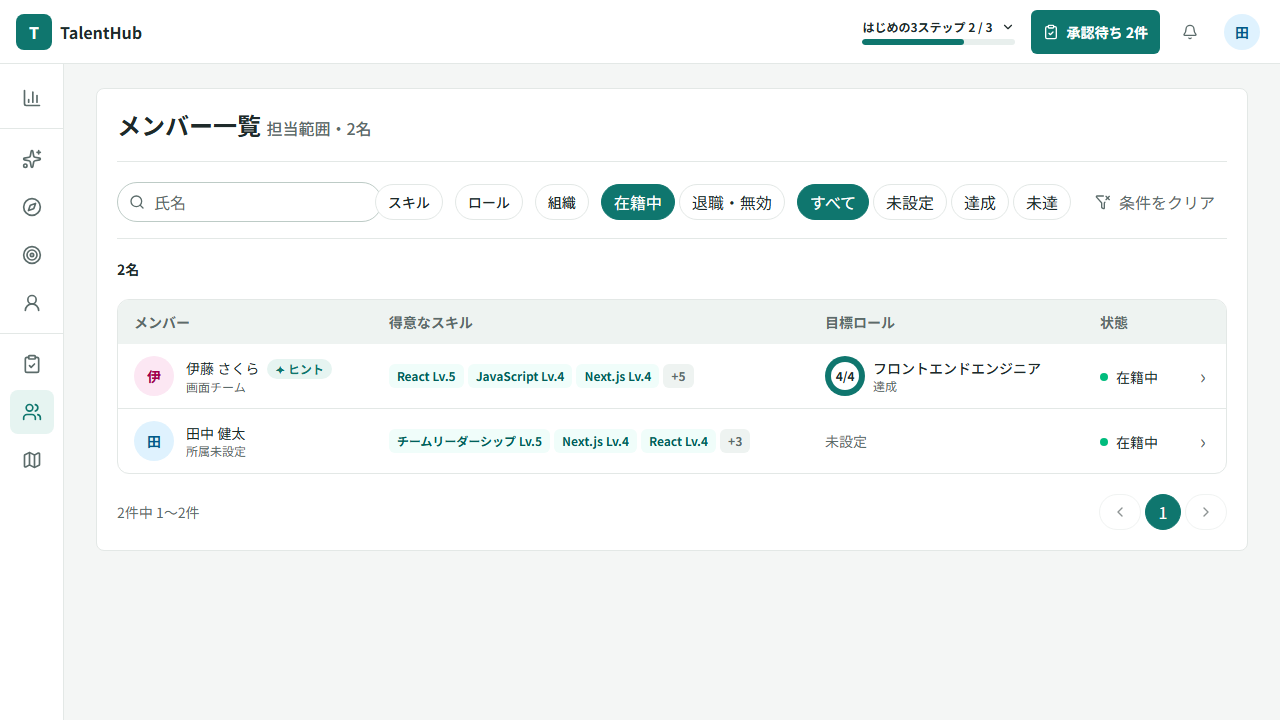 T TalentHub
はじめの3ステップ 2 / 3
承認待ち 2件
田
メンバー一覧 担当範囲・2名
氏名
スキル ロール 組織 在籍中 退職・無効 すべて 未設定 達成 未達 条件をクリア
2名
メンバー 得意なスキル 目標ロール 状態
伊 伊藤 さくら ヒント
画面チーム
React Lv.5 JavaScript Lv.4 Next.js Lv.4 +5
4/4 フロントエンドエンジニア
達成
在籍中
田 田中 健太
所属未設定
チームリーダーシップ Lv.5 Next.js Lv.4 React Lv.4 +3
未設定
在籍中
2件中 1〜2件
1